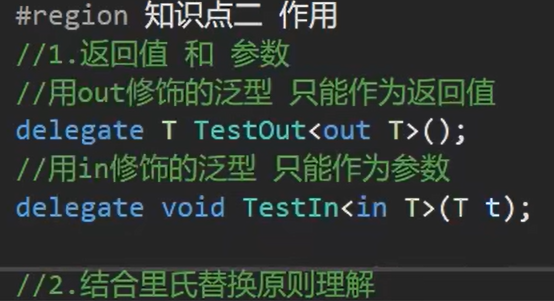 #region 知识点二 作用
//1.返回值 和 参数
//用out修饰的泛型 只能作为返回值
delegate T TestOut<out T>();
//用in修饰的泛型 只能作为参数
delegate void TestIn<in T>(T t);
//2.结合里氏替换原则理解